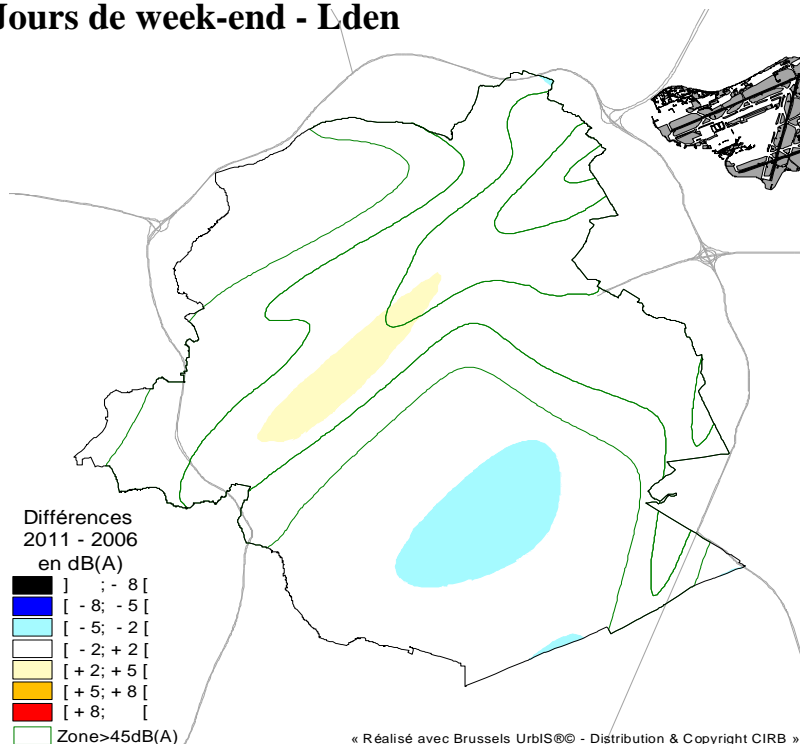 Jours de week-end - Lden
Différences
2011 - 2006
en dB(A)
] ; - 8 [
[ - 8; - 5 [
[ - 5; - 2 [
[ - 2; + 2 [
[ + 2; + 5 [
[ + 5; + 8 [
[ + 8; [
Zone>45dB(A)
« Réalisé avec Brussels UrbIS®© - Distribution & Copyright CIRB »